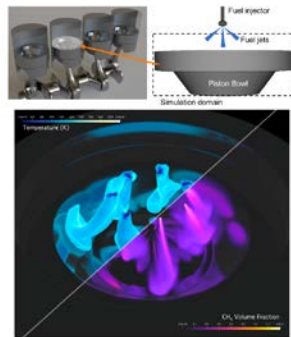 Fuel injector
Fuel jets
Piston Bowl
Simulation domain
Temperature (K)
CH₄ Volume Fraction